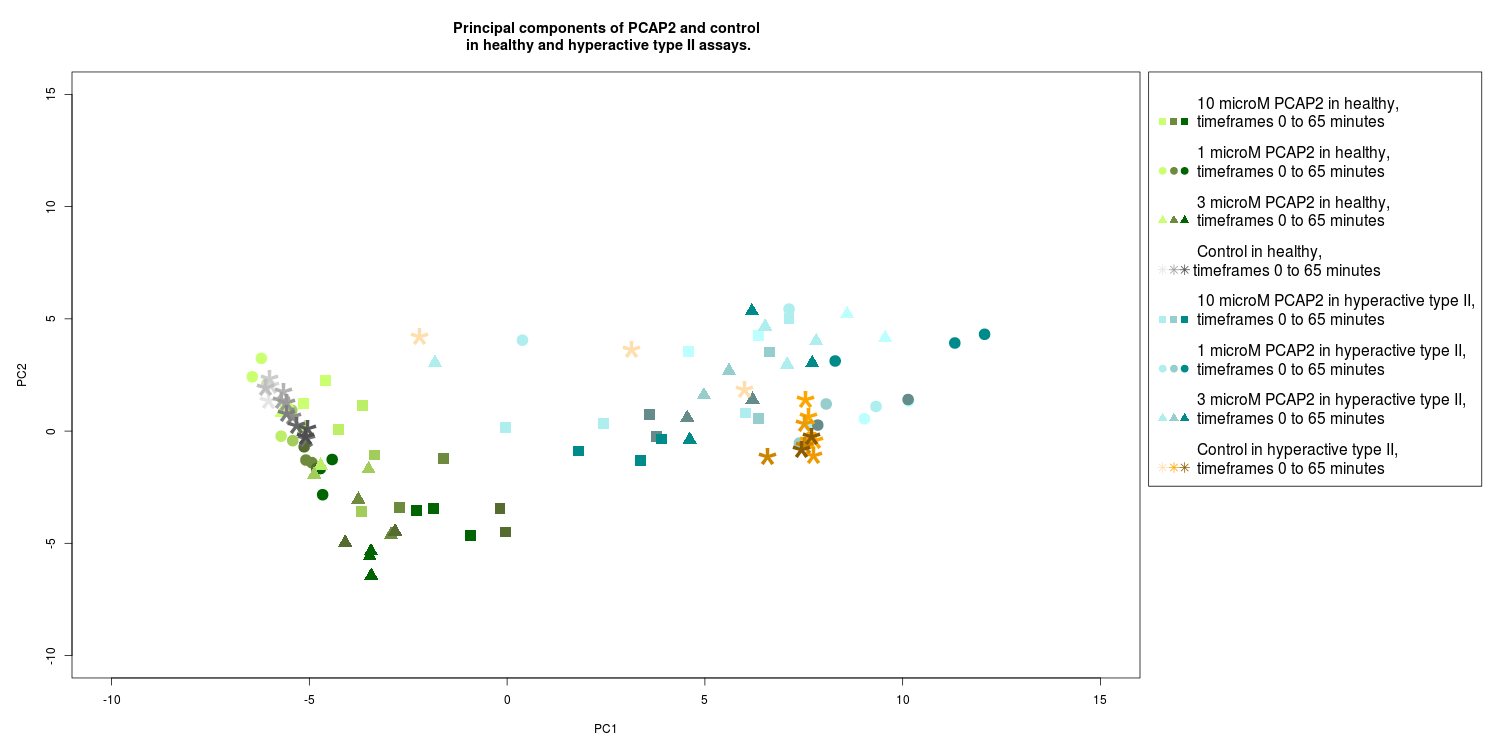 Principal components of PCAP2 and control
in healthy and hyperactive type II assays.
15
10
5
0
-5
-10
PC2
-10
-5
0
5
10
15
PC1
10 microM PCAP2 in healthy,
timeframes 0 to 65 minutes
1 microM PCAP2 in healthy,
timeframes 0 to 65 minutes
3 microM PCAP2 in healthy,
timeframes 0 to 65 minutes
Control in healthy,
timeframes 0 to 65 minutes
10 microM PCAP2 in hyperactive type II,
timeframes 0 to 65 minutes
1 microM PCAP2 in hyperactive type II,
timeframes 0 to 65 minutes
3 microM PCAP2 in hyperactive type II,
timeframes 0 to 65 minutes
Control in hyperactive type II,
timeframes 0 to 65 minutes